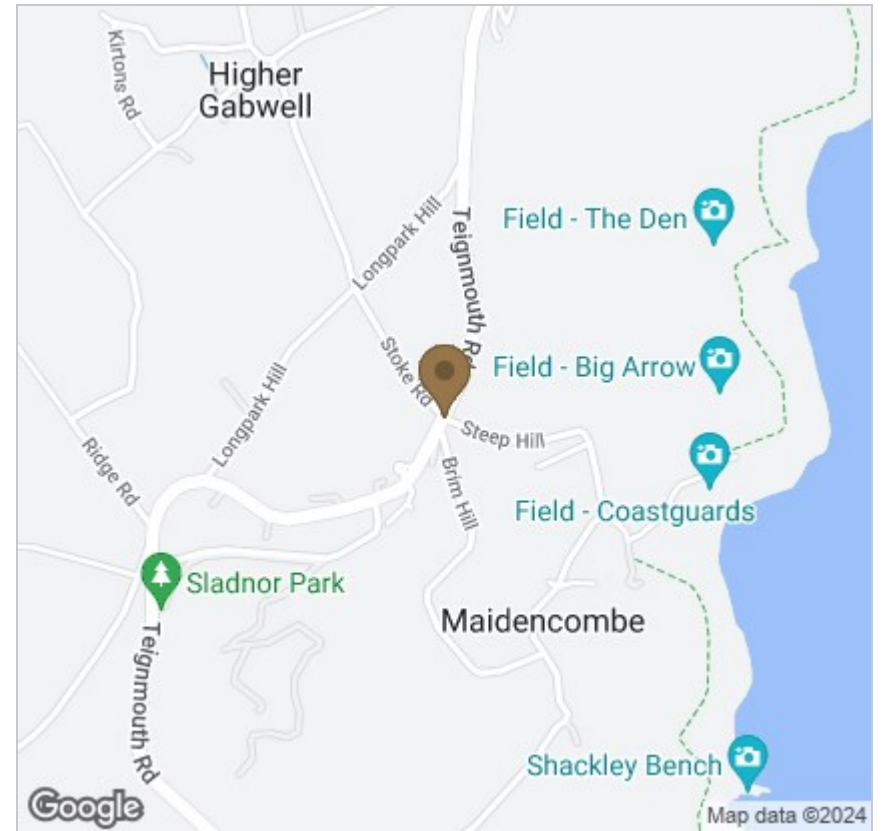 Kirtons Rd
Higher
Gabwell
Teignmouth Rd
Longpark Hill
Field - The Den
Stoke Rd
Field - Big Arrow
Longpark Hill
Steep Hill
Ridge Rd
Brim Hill
Field - Coastguards
Sladnor Park
Maidencombe
Teignmouth Rd
Shackley Bench
Google
Map data ©2024